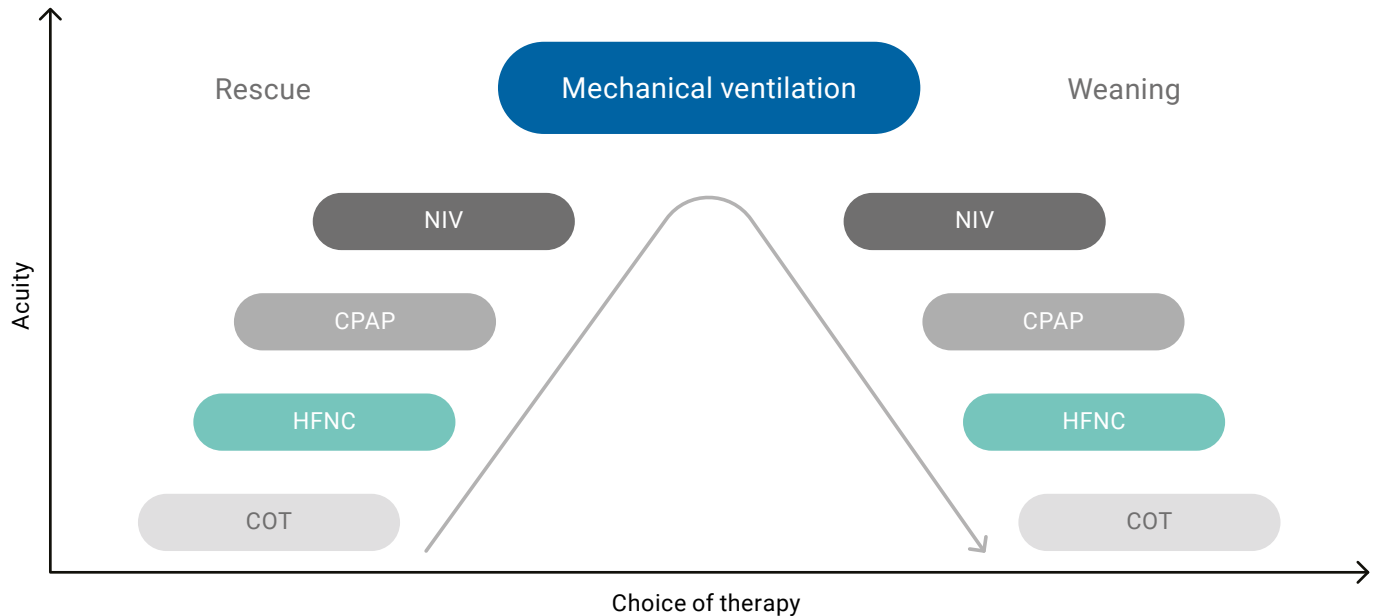 Rescue
Mechanical ventilation
Weaning
NIV
NIV
Acuity
CPAP
CPAP
HFNC
HFNC
COT
COT
Choice of therapy